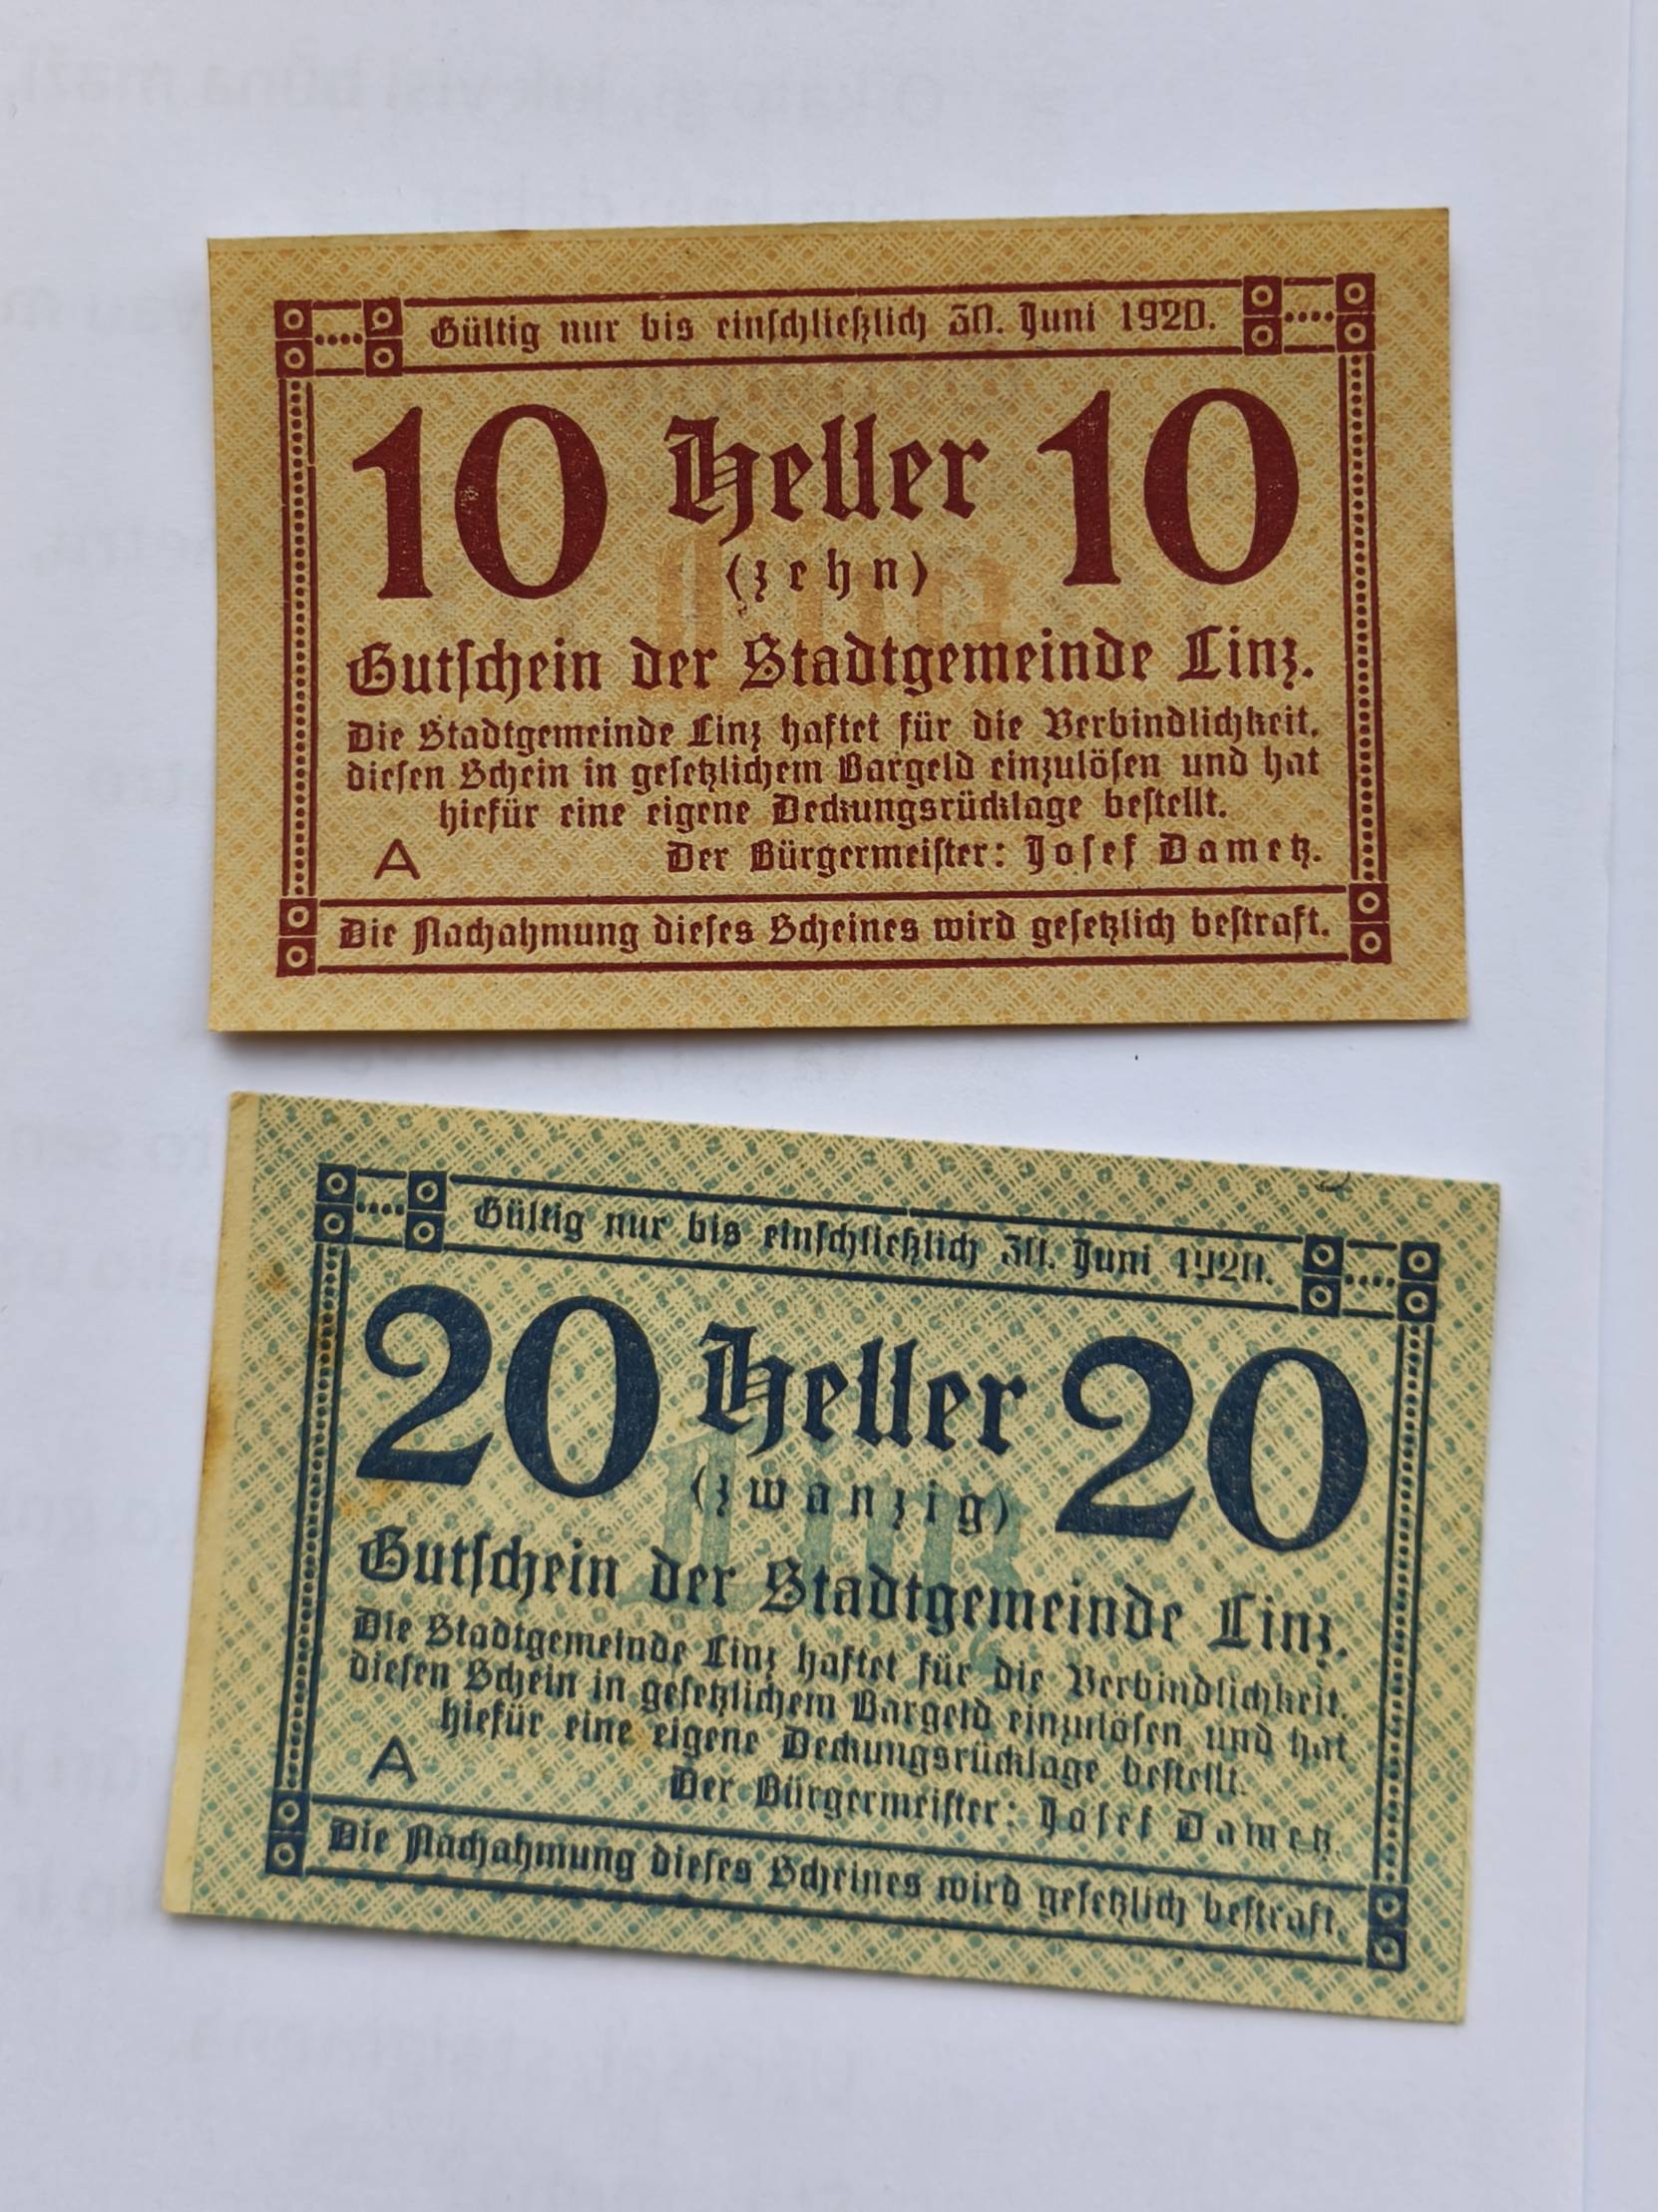 Gültig nur bis einschließlich 30. Juni 1920.
10 Heller 10
(zehn)
Gutschein der Stadtgemeinde Linz.
Die Stadtgemeinde Linz haftet für die Verbindlichkeit,
diesen Schein in gesetzlichem Bargeld einzulösen und hat
hiefür eine eigene Deckungsrücklage bestellt.
A Der Bürgermeister: Josef Dametz.
Die Nachahmung dieses Scheines wird gesetzlich bestraft.
Gültig nur bis einschließlich 30. Juni 1920.
20 Heller 20
(zwanzig)
Linz
Gutschein der Stadtgemeinde Linz.
Die Stadtgemeinde Linz haftet für die Verbindlichkeit,
diesen Schein in gesetzlichem Bargeld einzulösen und hat
hiefür eine eigene Deckungsrücklage bestellt.
A Der Bürgermeister: Josef Dametz.
Die Nachahmung dieses Scheines wird gesetzlich bestraft.